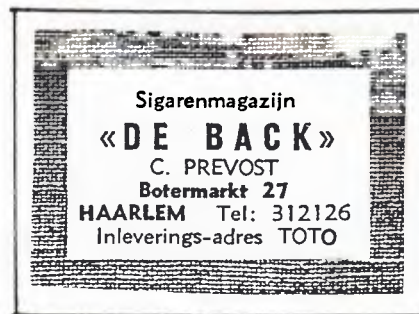 Sigarenmagazijn
«DE BACK»
C. PREVOST
Botermarkt 27
HAARLEM Tel: 312126
Inleverings-adres TOTO